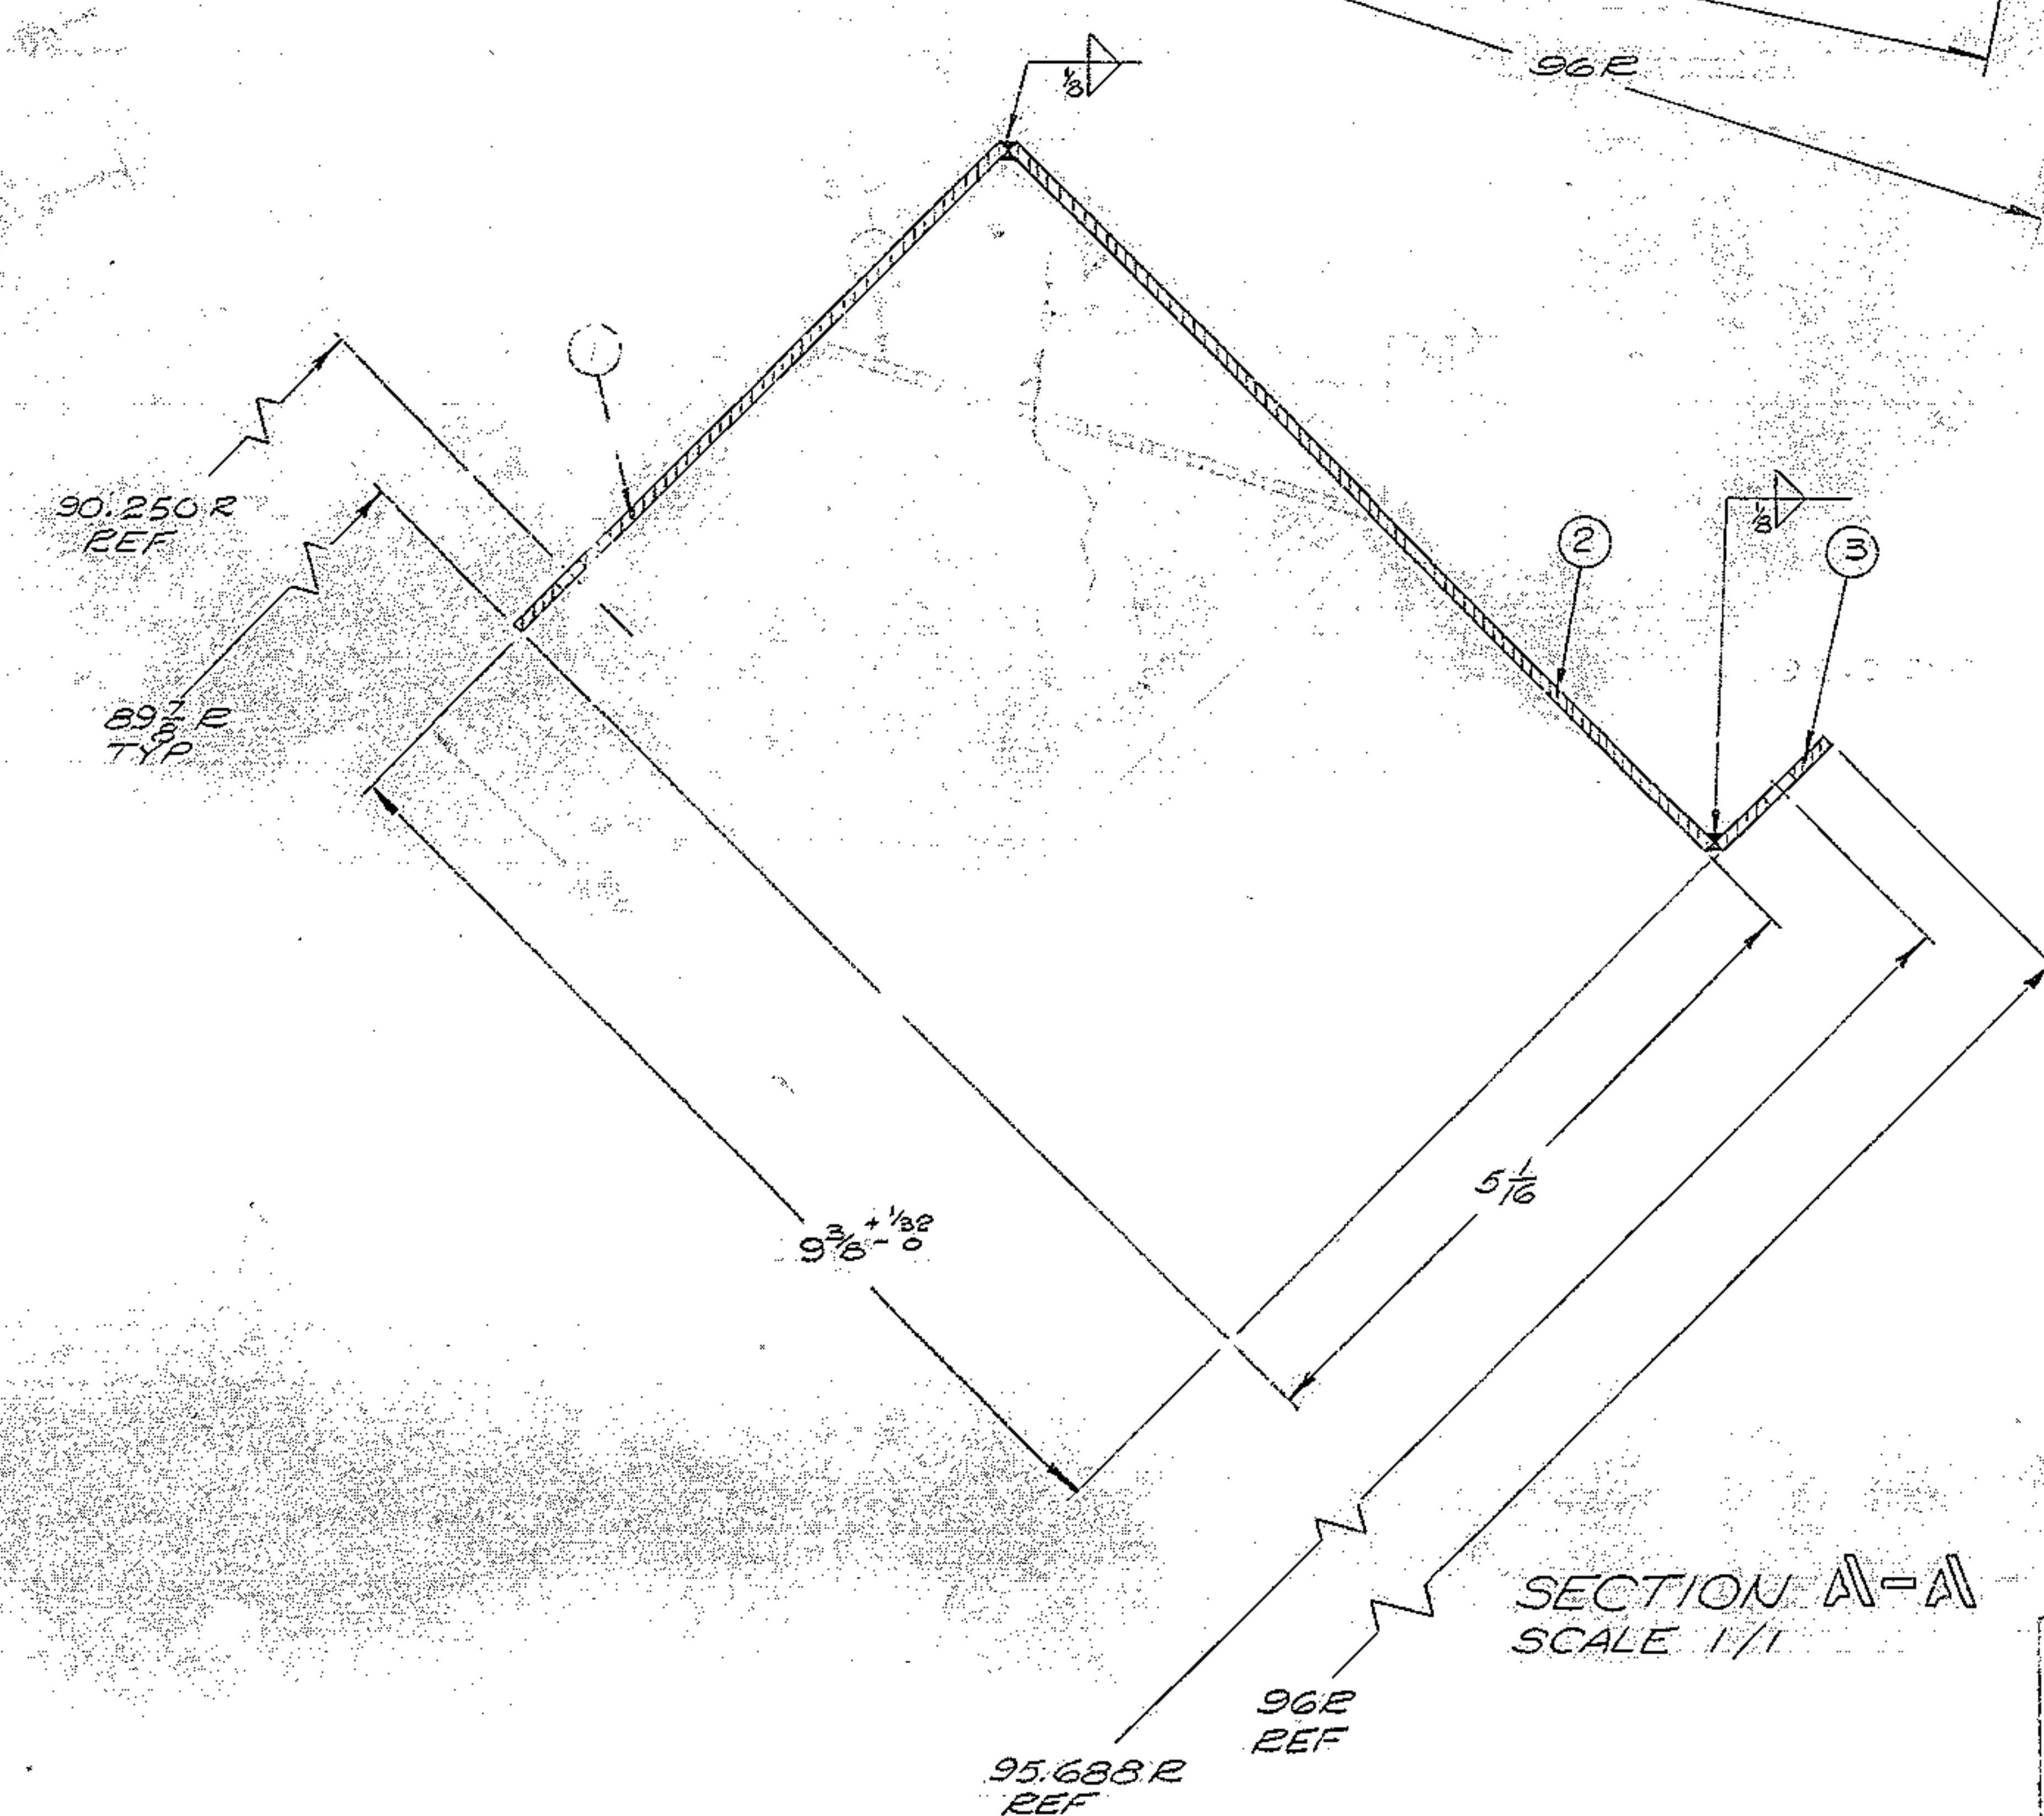 96R
1/8
1
90.250 R
REF
89 7/8 R
TYP
1/8
2
3
5 1/16
9 3/8 + 1/32
- 0
SECTION A-A
SCALE 1/1
96R
REF
95.688 R
REF